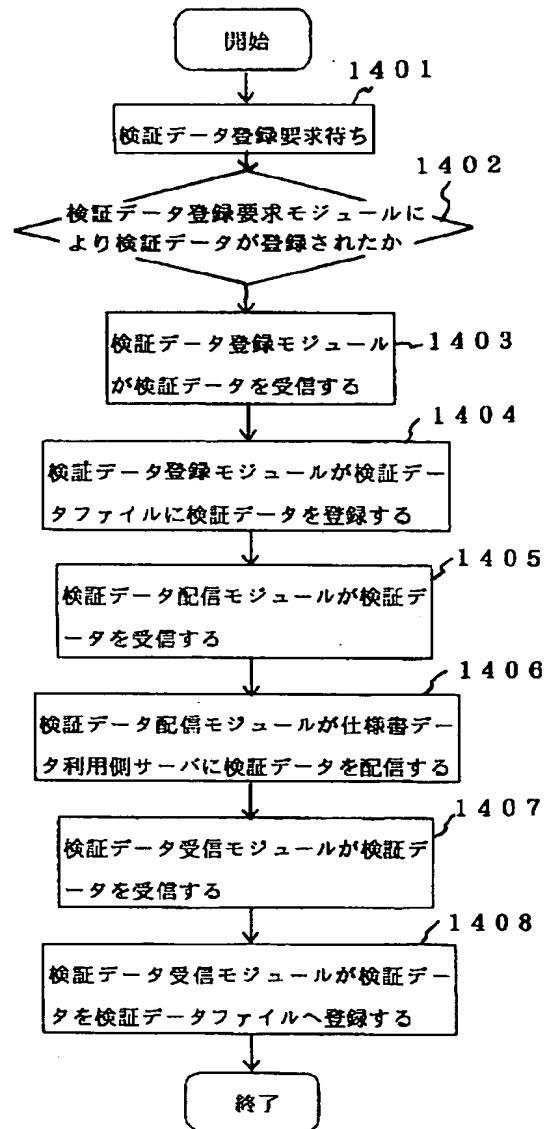 開始
1401
検証データ登録要求待ち
1402
検証データ登録要求モジュールに
より検証データが登録されたか
検証データ登録モジュール
が検証データを受信する
1403
1404
検証データ登録モジュールが検証デー
タファイルに検証データを登録する
1405
検証データ配信モジュールが検証デ
ータを受信する
1406
検証データ配信モジュールが仕様書デー
タ利用側サーバに検証データを配信する
1407
検証データ受信モジュールが検証デ
ータを受信する
1408
検証データ受信モジュールが検証デー
タを検証データファイルへ登録する
終了